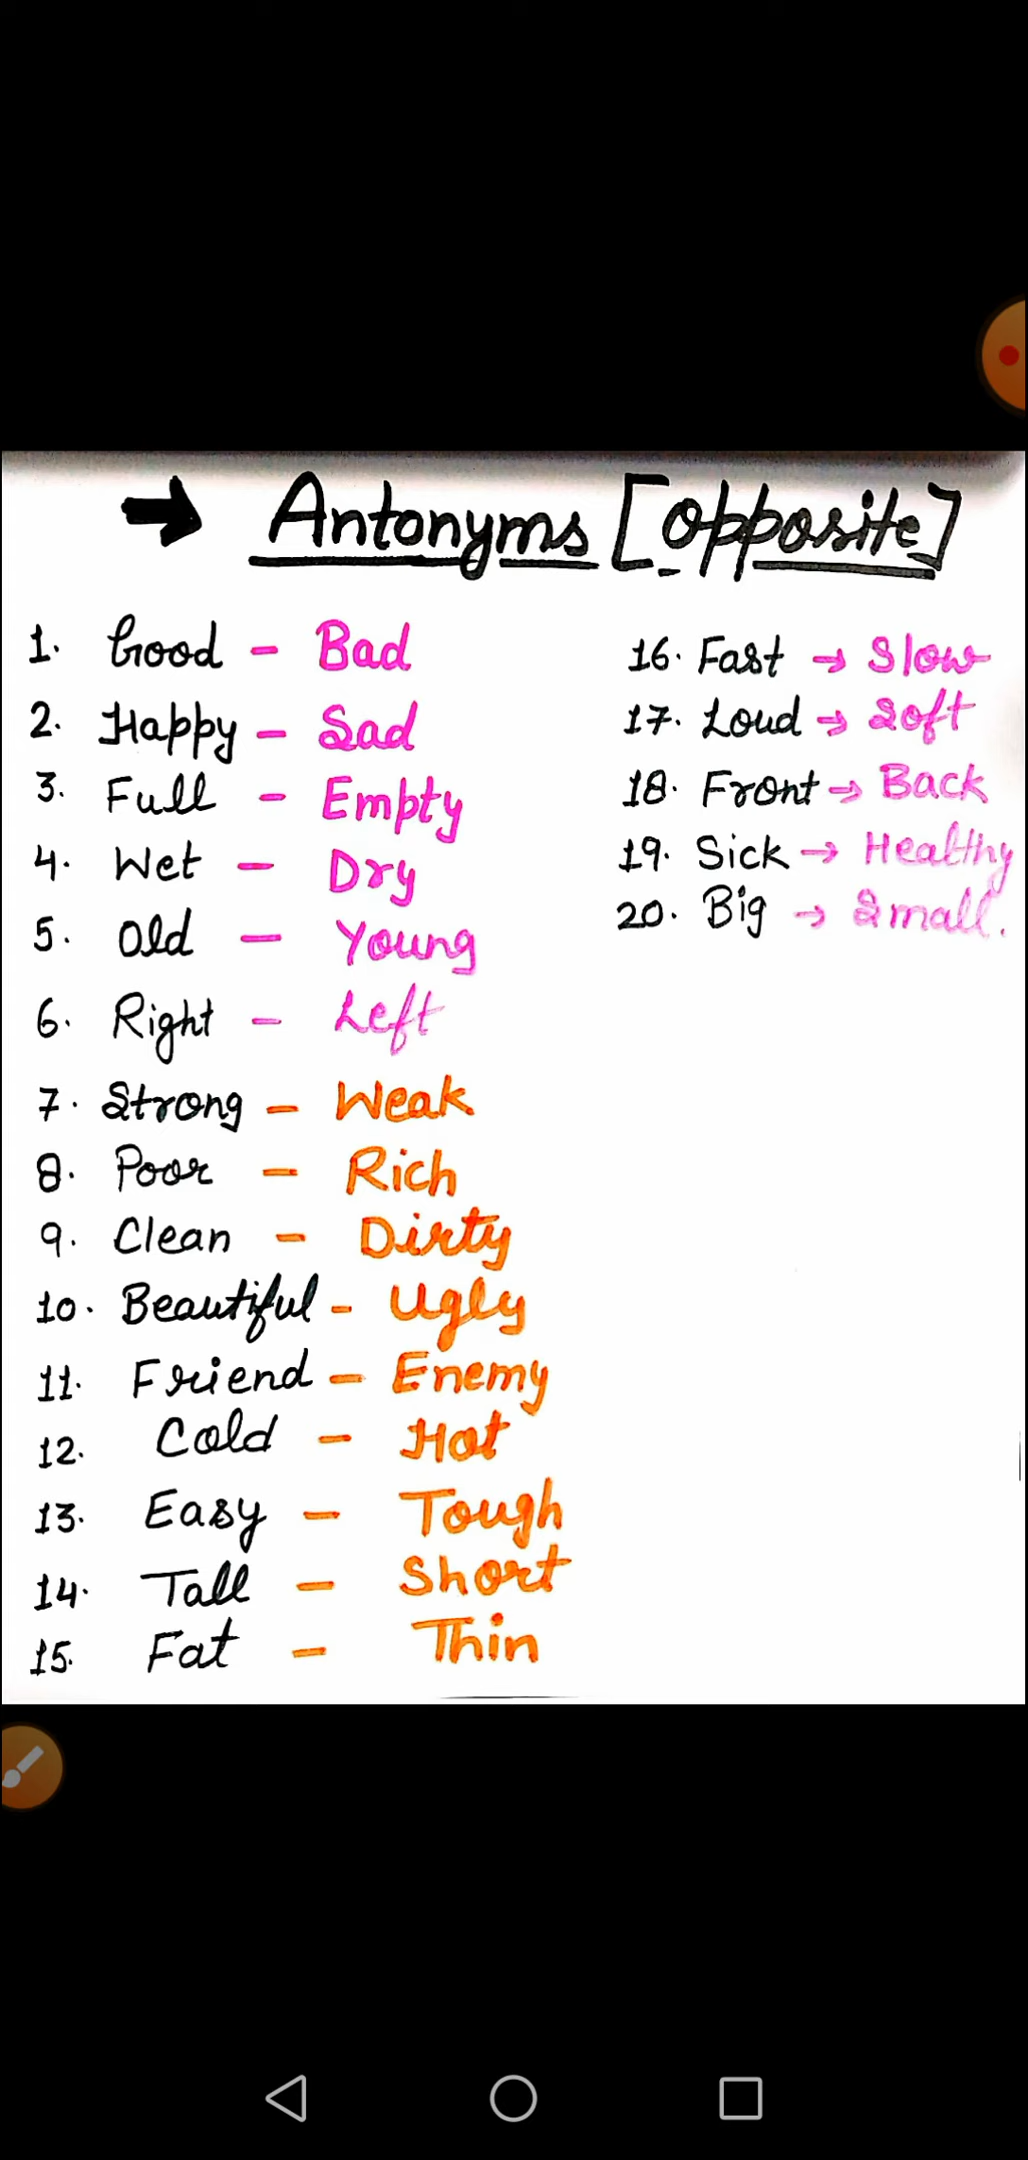 → Antonyms [opposite]
1. Good - Bad
2. Happy - Sad
3. Full - Empty
4. Wet - Dry
5. Old - Young
6. Right - Left
7. Strong - Weak
8. Poor - Rich
9. Clean - Dirty
10. Beautiful - Ugly
11. Friend - Enemy
12. Cold - Hot
13. Easy - Tough
14. Tall - Short
15. Fat - Thin
16. Fast → Slow
17. Loud → Soft
18. Front → Back
19. Sick → Healthy
20. Big → Small.